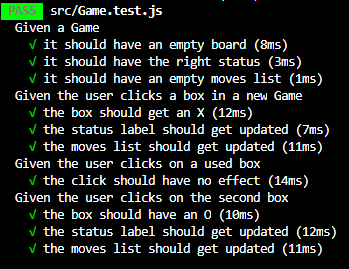 PASS src/Game.test.js
Given a Game
√ it should have an empty board (8ms)
√ it should have the right status (3ms)
√ it should have an empty moves list (1ms)
Given the user clicks a box in a new Game
√ the box should get an X (12ms)
√ the status label should get updated (7ms)
√ the moves list should get updated (11ms)
Given the user clicks on a used box
√ the click should have no effect (14ms)
Given the user clicks on the second box
√ the box should have an O (10ms)
√ the status label should get updated (12ms)
√ the moves list should get updated (11ms)